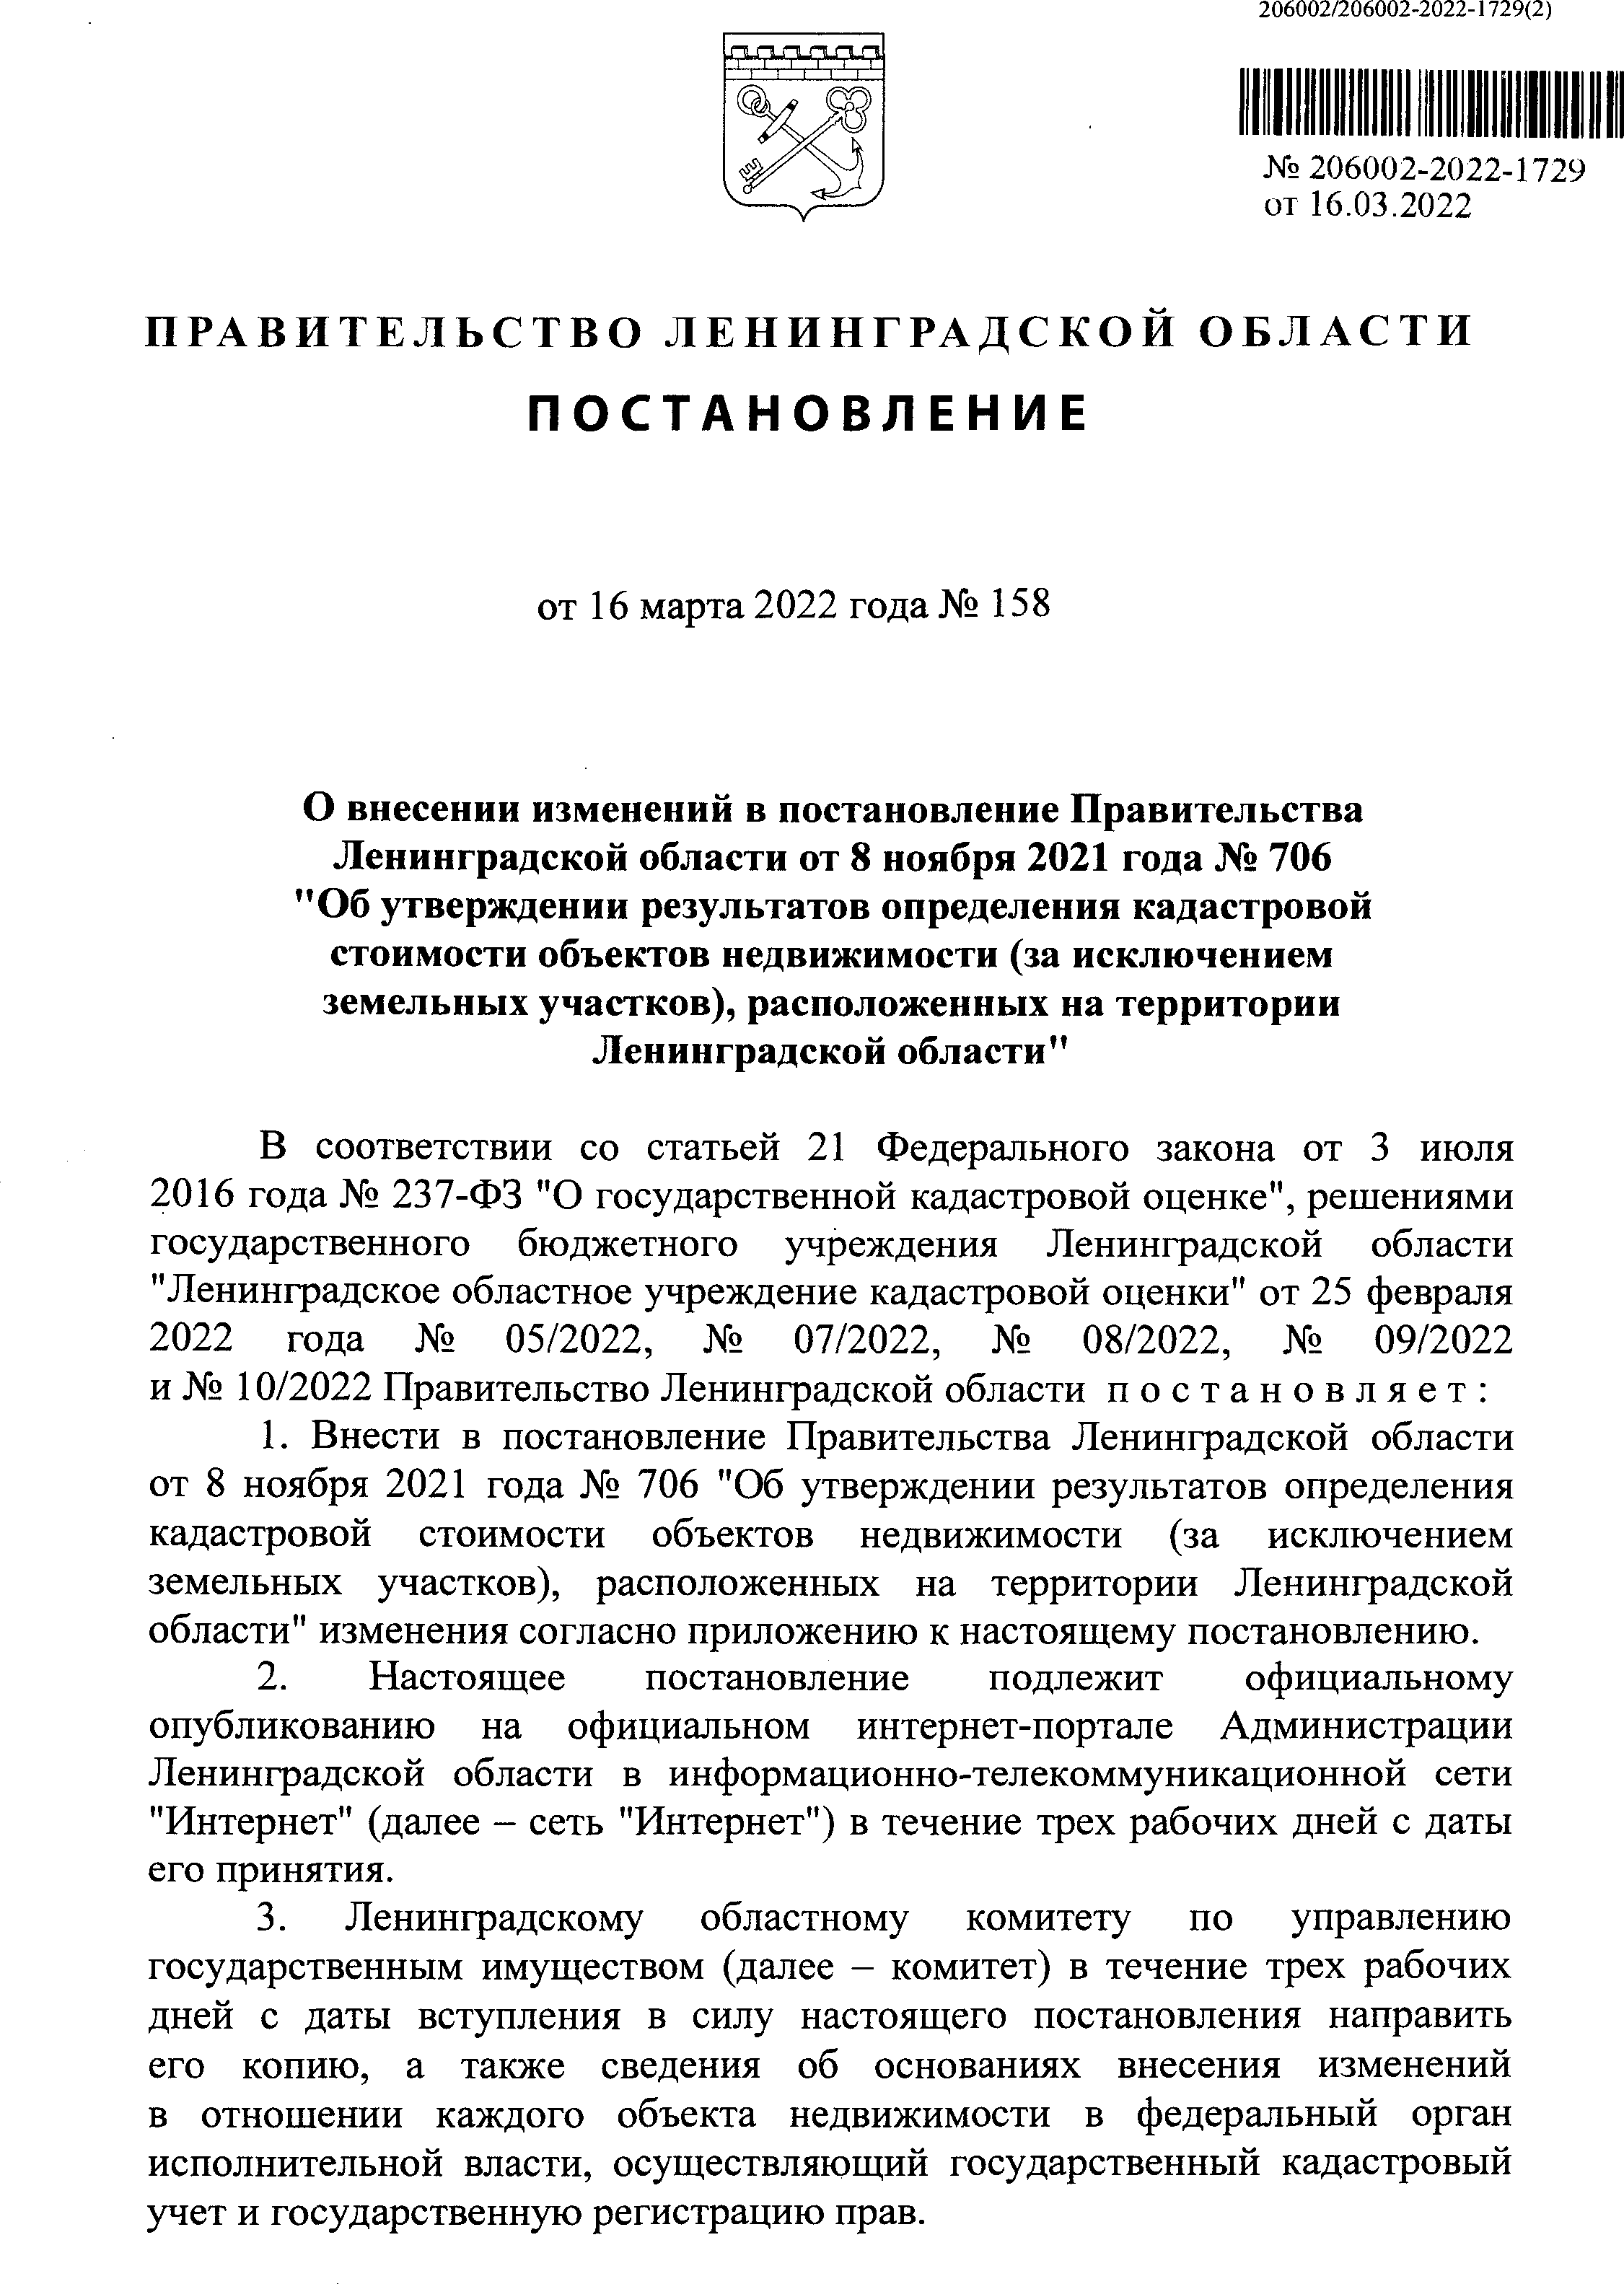 206002/206002-2022-1729(2)
№ 206002-2022-1729
от 16.03.2022
ПРАВИТЕЛЬСТВО ЛЕНИНГРАДСКОЙ ОБЛАСТИ
ПОСТАНОВЛЕНИЕ
от 16 марта 2022 года № 158
О внесении изменений в постановление Правительства
Ленинградской области от 8 ноября 2021 года № 706
"Об утверждении результатов определения кадастровой
стоимости объектов недвижимости (за исключением
земельных участков), расположенных на территории
Ленинградской области"
В соответствии со статьей 21 Федерального закона от 3 июля
2016 года № 237-ФЗ "О государственной кадастровой оценке", решениями
государственного бюджетного учреждения Ленинградской области
"Ленинградское областное учреждение кадастровой оценки" от 25 февраля
2022 года № 05/2022, № 07/2022, № 08/2022, № 09/2022
и № 10/2022 Правительство Ленинградской области п о с т а н о в л я е т :
1. Внести в постановление Правительства Ленинградской области
от 8 ноября 2021 года № 706 "Об утверждении результатов определения
кадастровой стоимости объектов недвижимости (за исключением
земельных участков), расположенных на территории Ленинградской
области" изменения согласно приложению к настоящему постановлению.
2. Настоящее постановление подлежит официальному
опубликованию на официальном интернет-портале Администрации
Ленинградской области в информационно-телекоммуникационной сети
"Интернет" (далее – сеть "Интернет") в течение трех рабочих дней с даты
его принятия.
3. Ленинградскому областному комитету по управлению
государственным имуществом (далее – комитет) в течение трех рабочих
дней с даты вступления в силу настоящего постановления направить
его копию, а также сведения об основаниях внесения изменений
в отношении каждого объекта недвижимости в федеральный орган
исполнительной власти, осуществляющий государственный кадастровый
учет и государственную регистрацию прав.